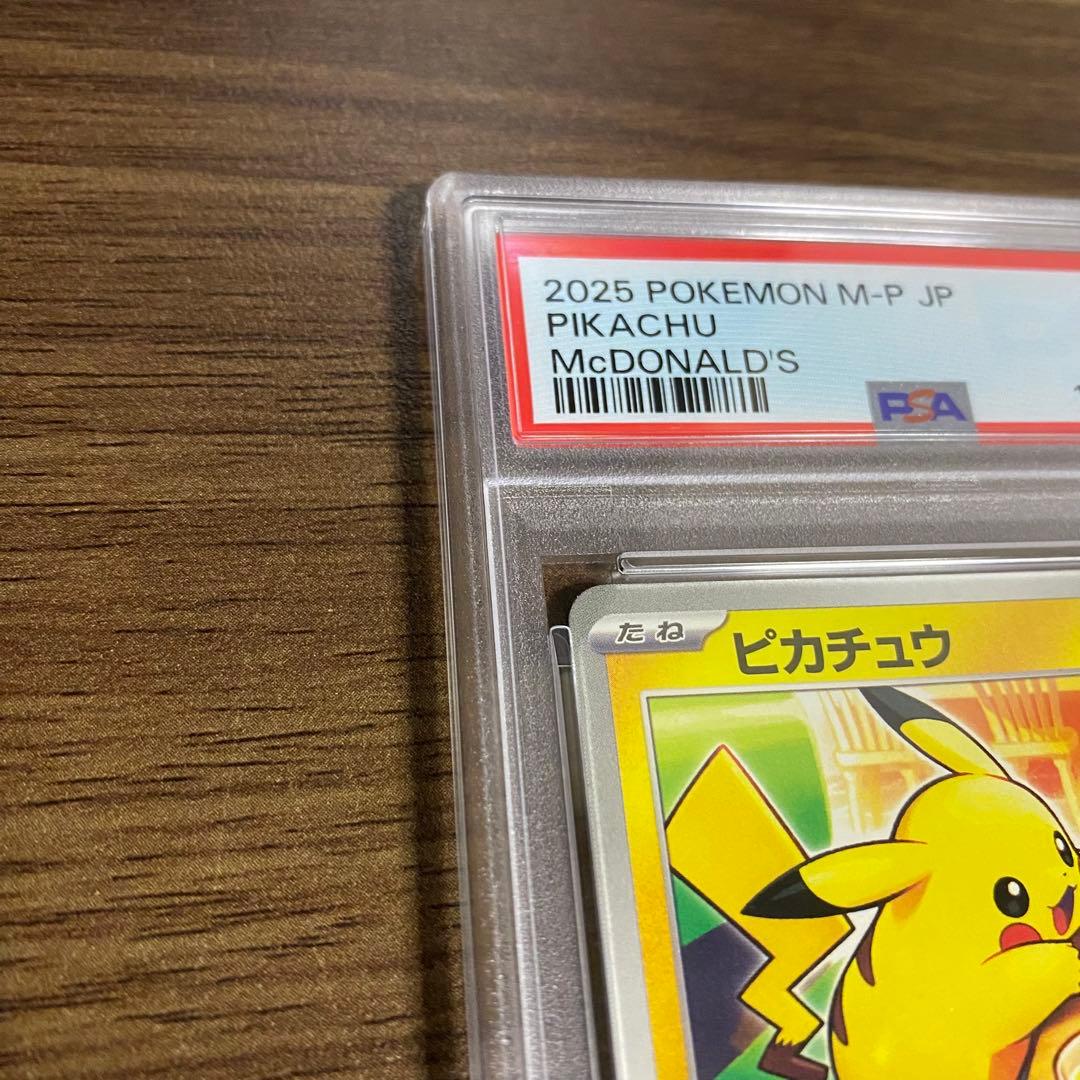 2025 POKEMON M-P JP
PIKACHU
McDONALD'S
PSA
たね
ピカチュウ